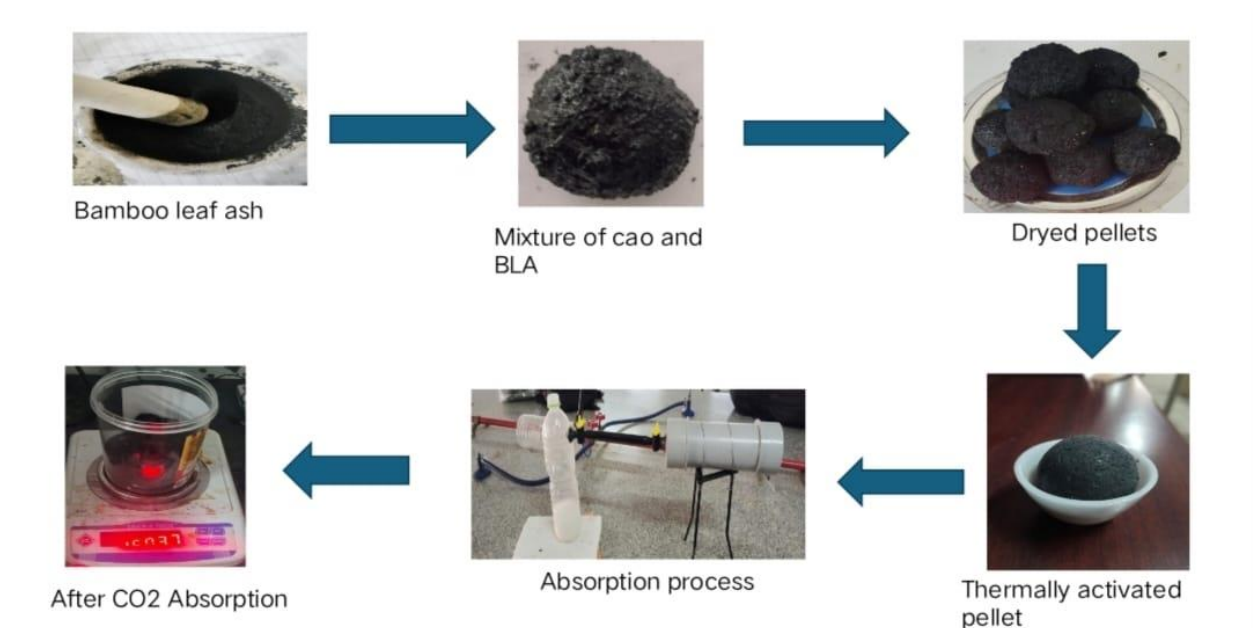 Bamboo leaf ash
Mixture of cao and
BLA
Dryed pellets
Thermally activated
pellet
Absorption process
After CO2 Absorption